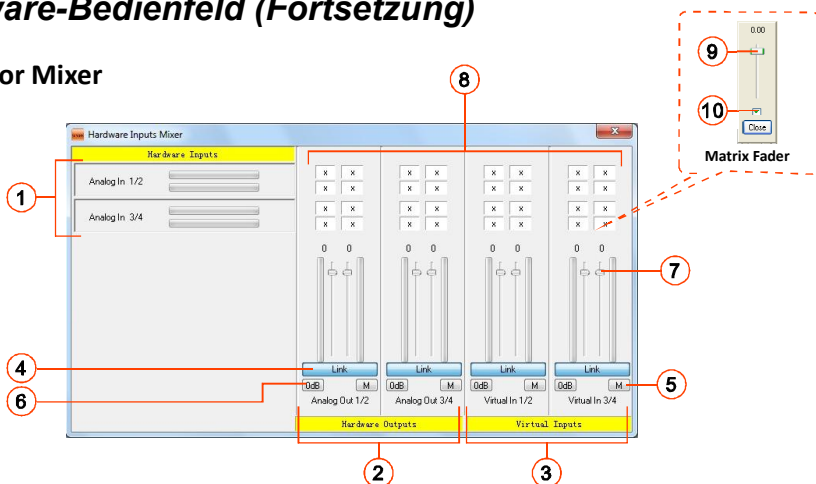 are-Bedienfeld (Fortsetzung)
or Mixer
8
0.00
9
10
Close
Matrix Fader
Hardware Inputs Mixer
x
Hardware Inputs
1
Analog In 1/2
Analog In 3/4
x x x x x x x x
x x x x x x x x
x x x x x x x x
x x x x x x x x
0 0 0 0 0 0 0 0
7
4
Link Link Link Link
6
0dB M 0dB M 0dB M 0dB M
5
Analog Out 1/2 Analog Out 3/4 Virtual In 1/2 Virtual In 3/4
Hardware Outputs Virtual Inputs
2 3